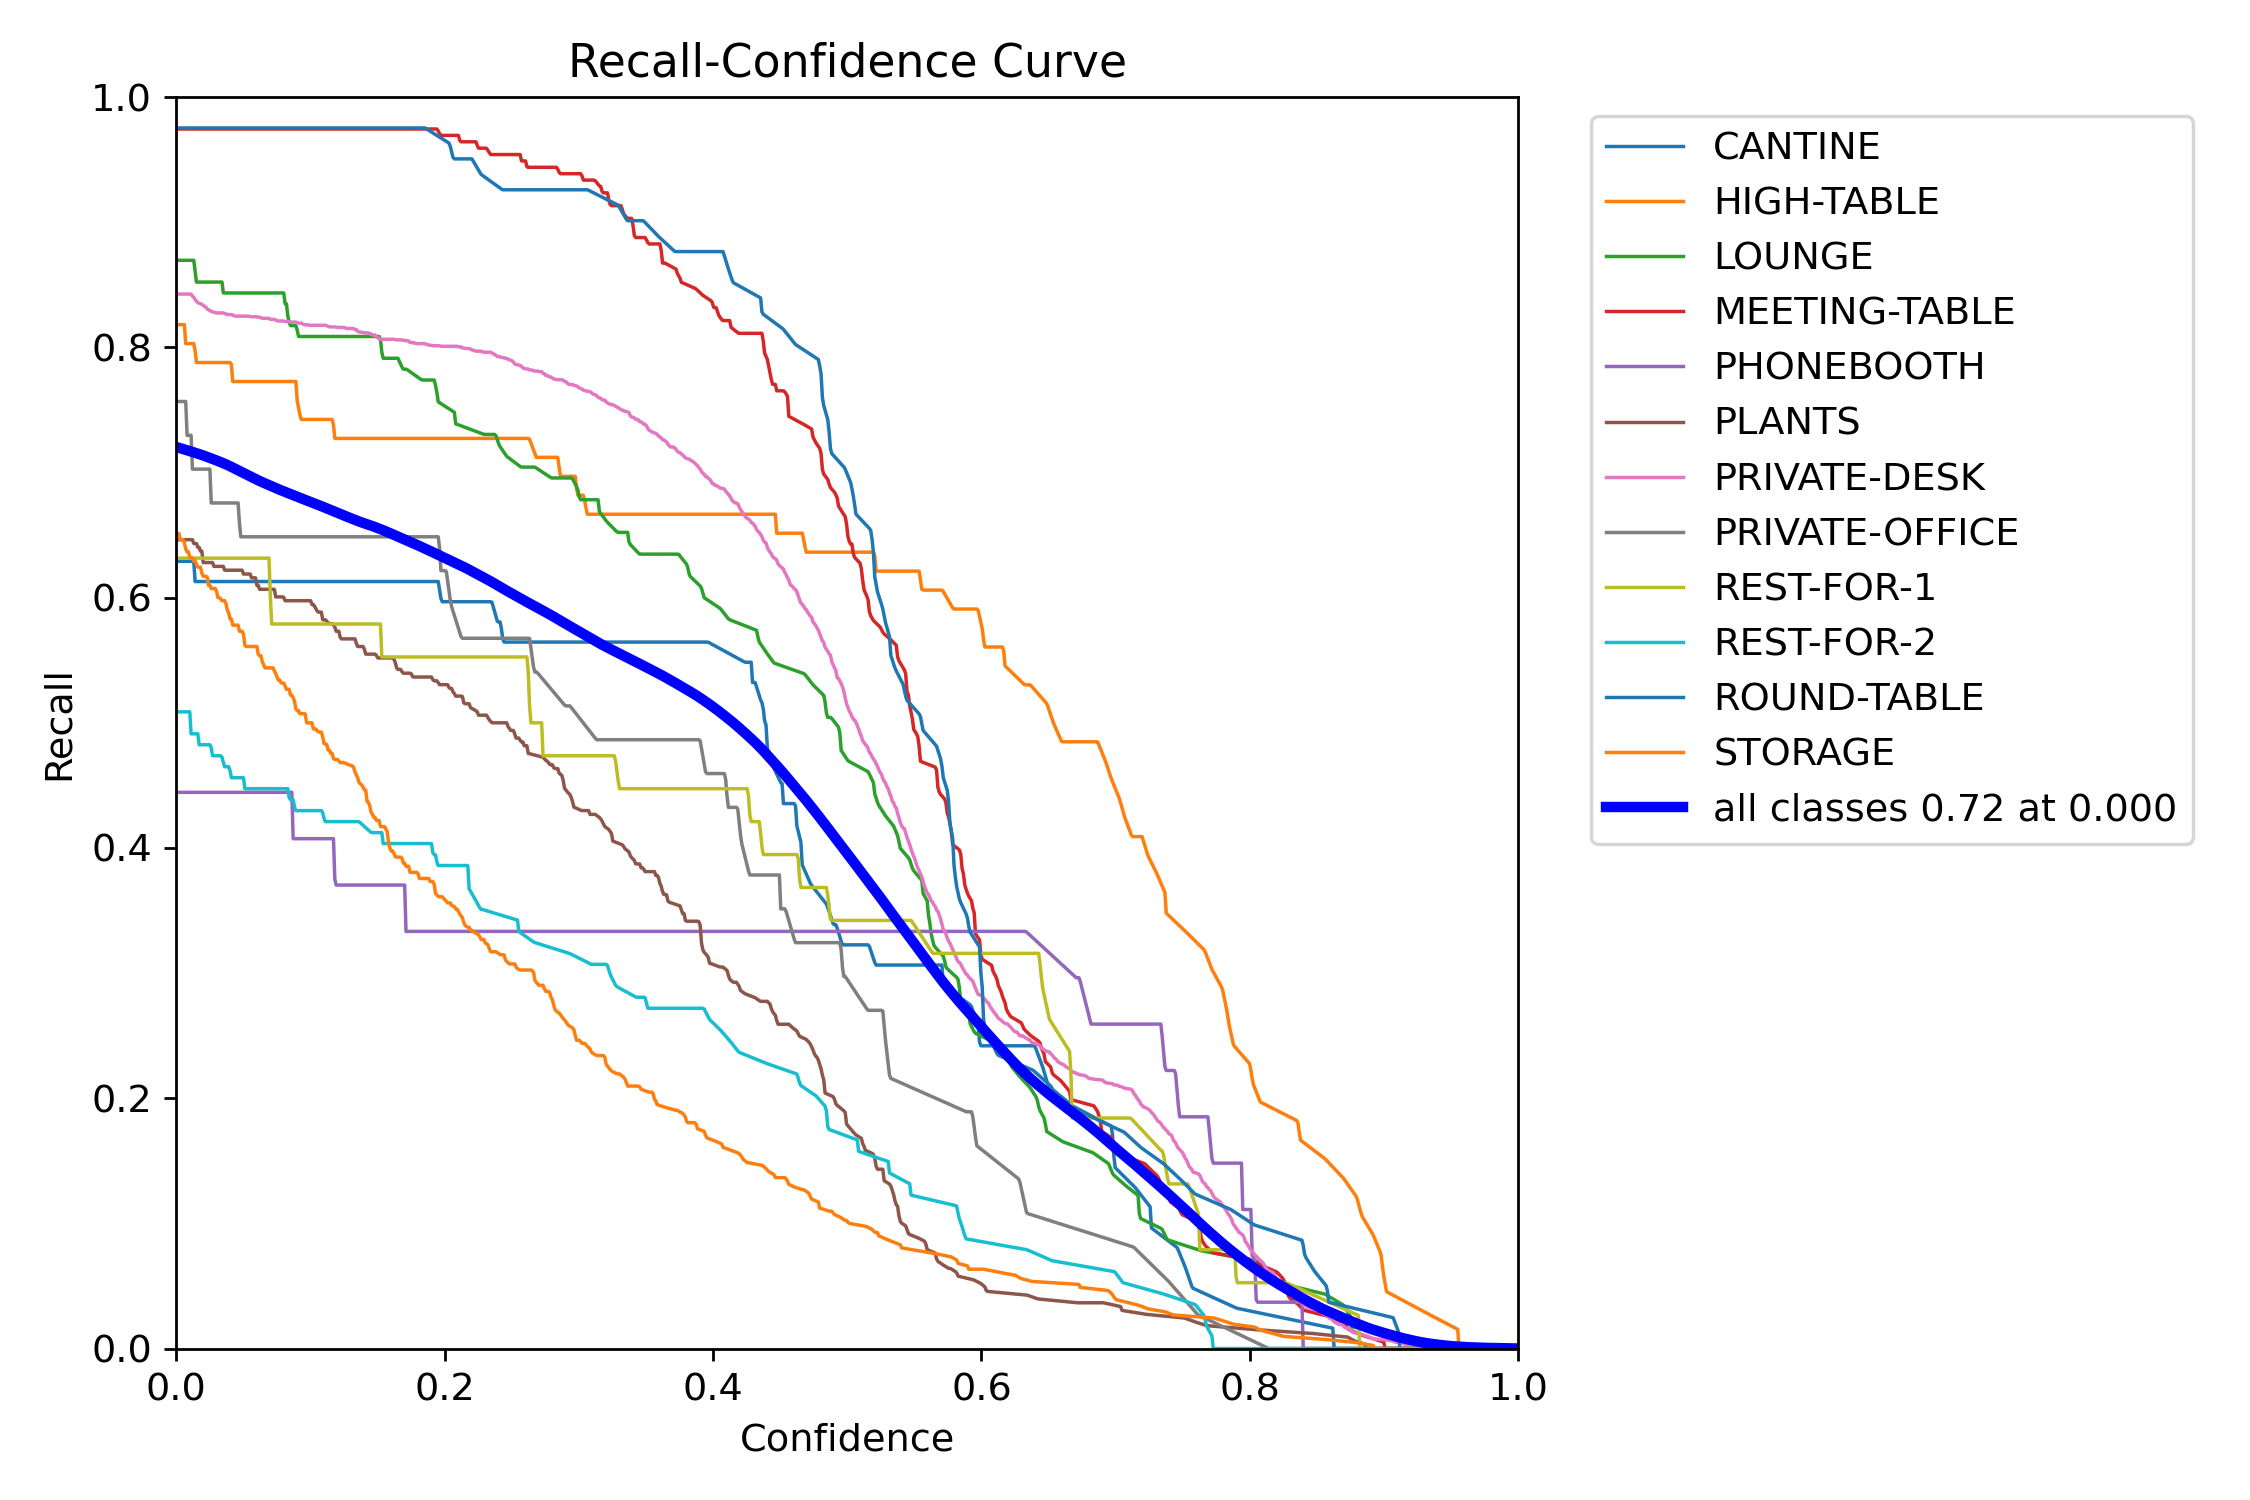 Recall-Confidence Curve
1.0
0.8
0.6
0.4
0.2
0.0
Recall
0.0 0.2 0.4 0.6 0.8 1.0
Confidence
CANTINE
HIGH-TABLE
LOUNGE
MEETING-TABLE
PHONEBOOTH
PLANTS
PRIVATE-DESK
PRIVATE-OFFICE
REST-FOR-1
REST-FOR-2
ROUND-TABLE
STORAGE
all classes 0.72 at 0.000